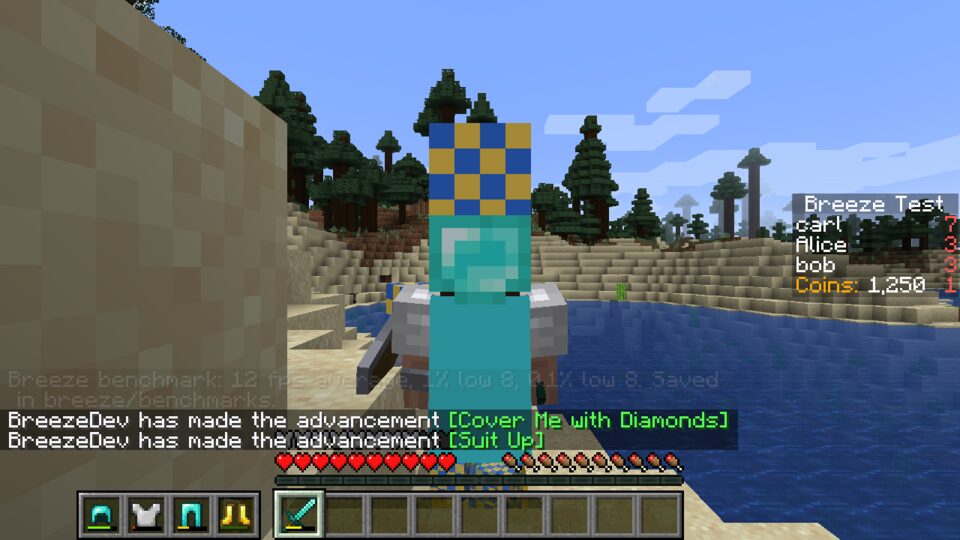 Breeze Test
carl 7
Alice 3
bob 3
Coins: 1,250 1
Breeze benchmark: 12 fps average, 1% low 8, 0.1% low 8. Saved
in breeze/benchmarks
BreezeDev has made the advancement [Cover Me with Diamonds]
BreezeDev has made the advancement [Suit Up]